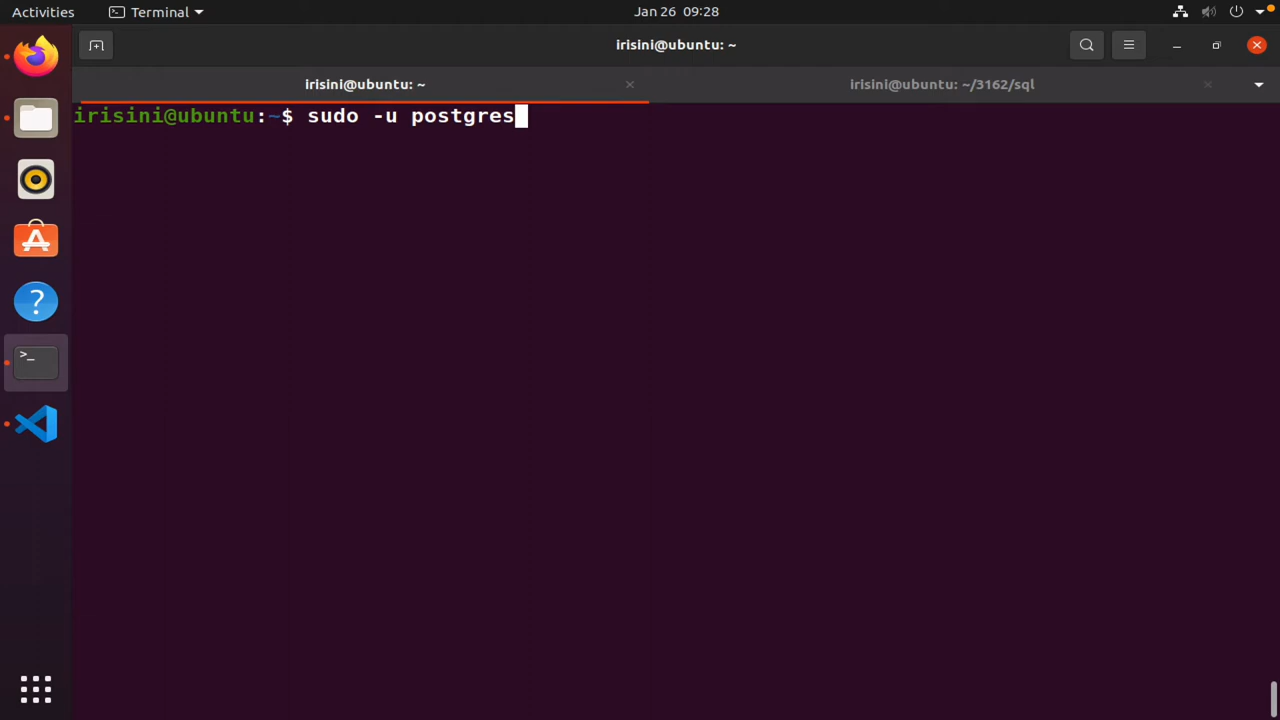 Activities
Terminal
Jan 26 09:28
irisini@ubuntu: ~
irisini@ubuntu: ~
irisini@ubuntu: ~/3162/sql
irisini@ubuntu:~$ sudo -u postgres